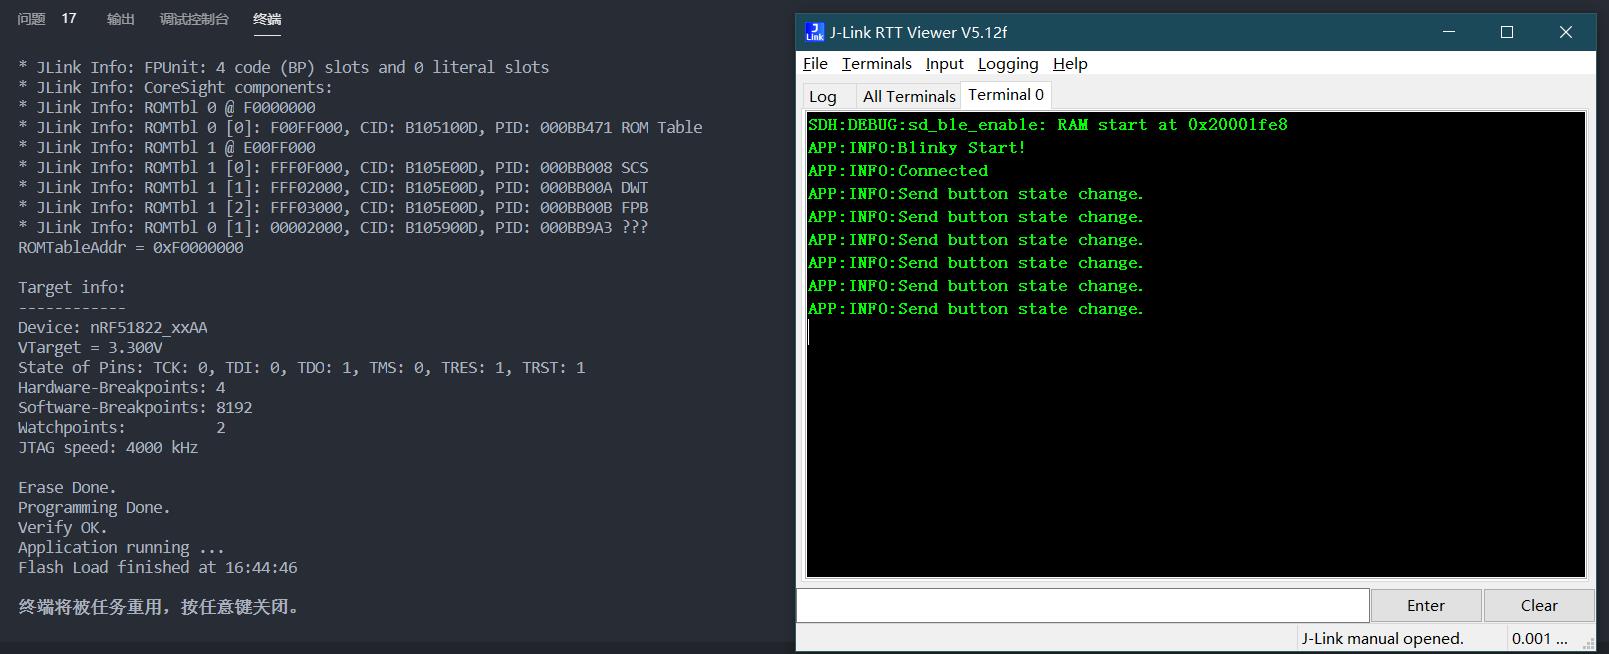 问题 17 输出 调试控制台 终端
* JLink Info: FPUnit: 4 code (BP) slots and 0 literal slots
* JLink Info: CoreSight components:
* JLink Info: ROMTbl 0 @ F0000000
* JLink Info: ROMTbl 0 [0]: F00FF000, CID: B105100D, PID: 000BB471 ROM Table
* JLink Info: ROMTbl 1 @ E00FF000
* JLink Info: ROMTbl 1 [0]: FFF0F000, CID: B105E00D, PID: 000BB008 SCS
* JLink Info: ROMTbl 1 [1]: FFF02000, CID: B105E00D, PID: 000BB00A DWT
* JLink Info: ROMTbl 1 [2]: FFF03000, CID: B105E00D, PID: 000BB00B FPB
* JLink Info: ROMTbl 0 [1]: 00002000, CID: B105900D, PID: 000BB9A3 ???
ROMTableAddr = 0xF0000000
Target info:
------------
Device: nRF51822_xxAA
VTarget = 3.300V
State of Pins: TCK: 0, TDI: 0, TDO: 1, TMS: 0, TRES: 1, TRST: 1
Hardware-Breakpoints: 4
Software-Breakpoints: 8192
Watchpoints: 2
JTAG speed: 4000 kHz
Erase Done.
Programming Done.
Verify OK.
Application running ...
Flash Load finished at 16:44:46
终端将被任务重用，按任意键关闭。
J-Link RTT Viewer V5.12f
File Terminals Input Logging Help
Log All Terminals Terminal 0
SDH:DEBUG:sd_ble_enable: RAM start at 0x20001fe8
APP:INFO:Blinky Start!
APP:INFO:Connected
APP:INFO:Send button state change.
APP:INFO:Send button state change.
APP:INFO:Send button state change.
APP:INFO:Send button state change.
APP:INFO:Send button state change.
APP:INFO:Send button state change.
Enter Clear
J-Link manual opened. 0.001 ...